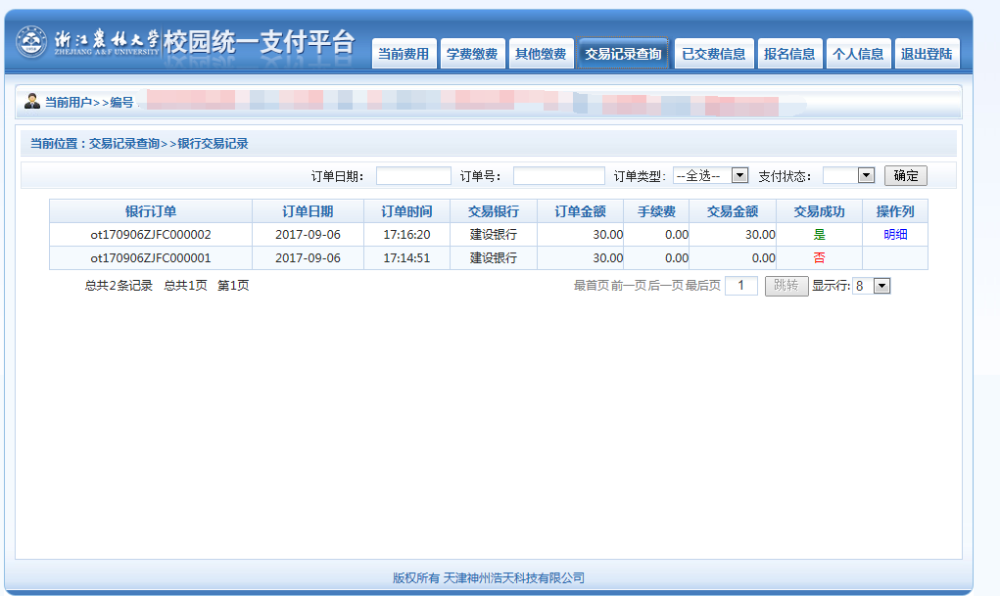 浙江农林大学 校园统一支付平台
ZHEJIANG A&F UNIVERSITY
当前费用 学费缴费 其他缴费 交易记录查询 已交费信息 报名信息 个人信息 退出登陆
当前用户>>编号
当前位置：交易记录查询>>银行交易记录
订单日期： 订单号： 订单类型: --全选-- 支付状态： 确定
银行订单 订单日期 订单时间 交易银行 订单金额 手续费 交易金额 交易成功 操作列
ot170906ZJFC000002 2017-09-06 17:16:20 建设银行 30.00 0.00 30.00 是 明细
ot170906ZJFC000001 2017-09-06 17:14:51 建设银行 30.00 0.00 0.00 否
总共2条记录 总共1页 第1页 最首页 前一页 后一页 最后页 1 跳转 显示行: 8
版权所有 天津神州浩天科技有限公司